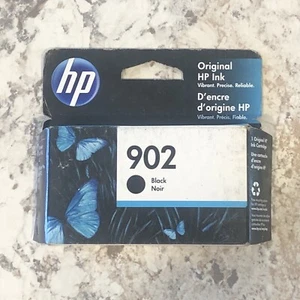 hp
Original
HP Ink
Vibrant. Precise. Reliable.
D'encre
d'origine HP
Vibrant. Précis. Fiable.
902
Black
Noir